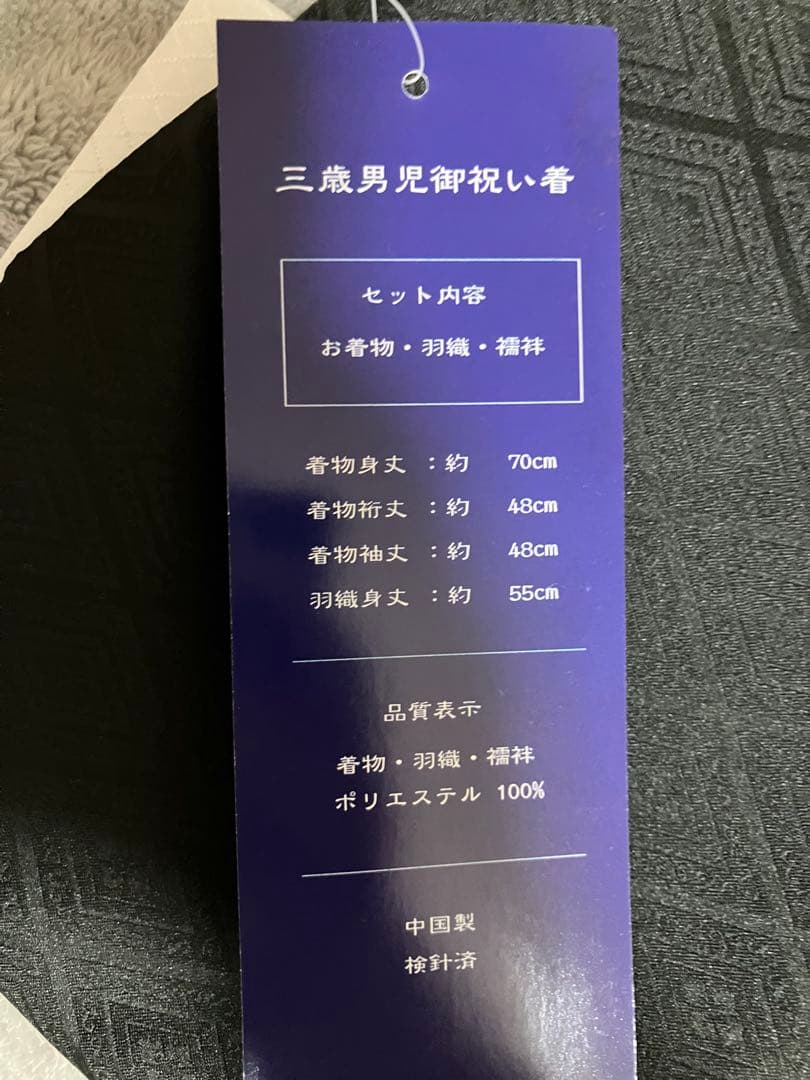 三歳男児御祝い着
セット内容
お着物・羽織・襦袢
着物身丈 ：約 70cm
着物裄丈 ：約 48cm
着物袖丈 ：約 48cm
羽織身丈 ：約 55cm
品質表示
着物・羽織・襦袢
ポリエステル 100%
中国製
検針済